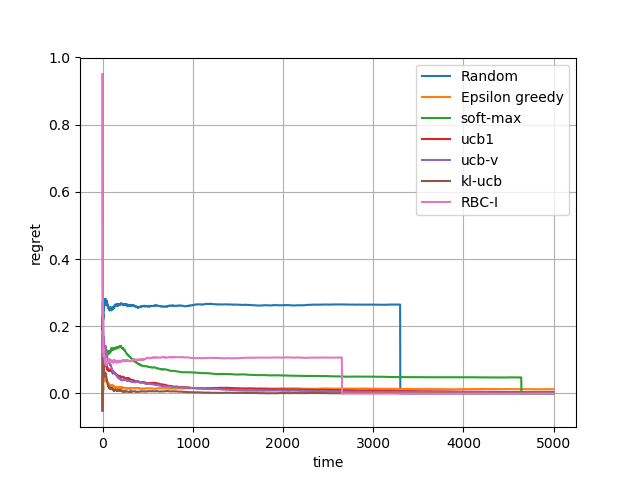 1.0
0.8
0.6
0.4
0.2
0.0
regret
0
1000
2000
3000
4000
5000
time
Random
Epsilon greedy
soft-max
ucb1
ucb-v
kl-ucb
RBC-I